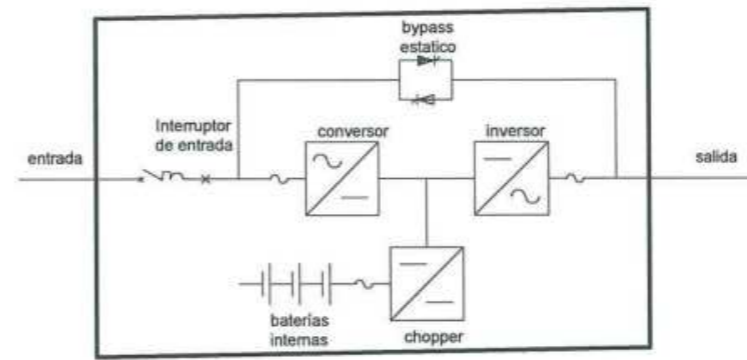 bypass
estatico
Interruptor
de entrada
conversor
inversor
entrada
salida
baterías
internas
chopper